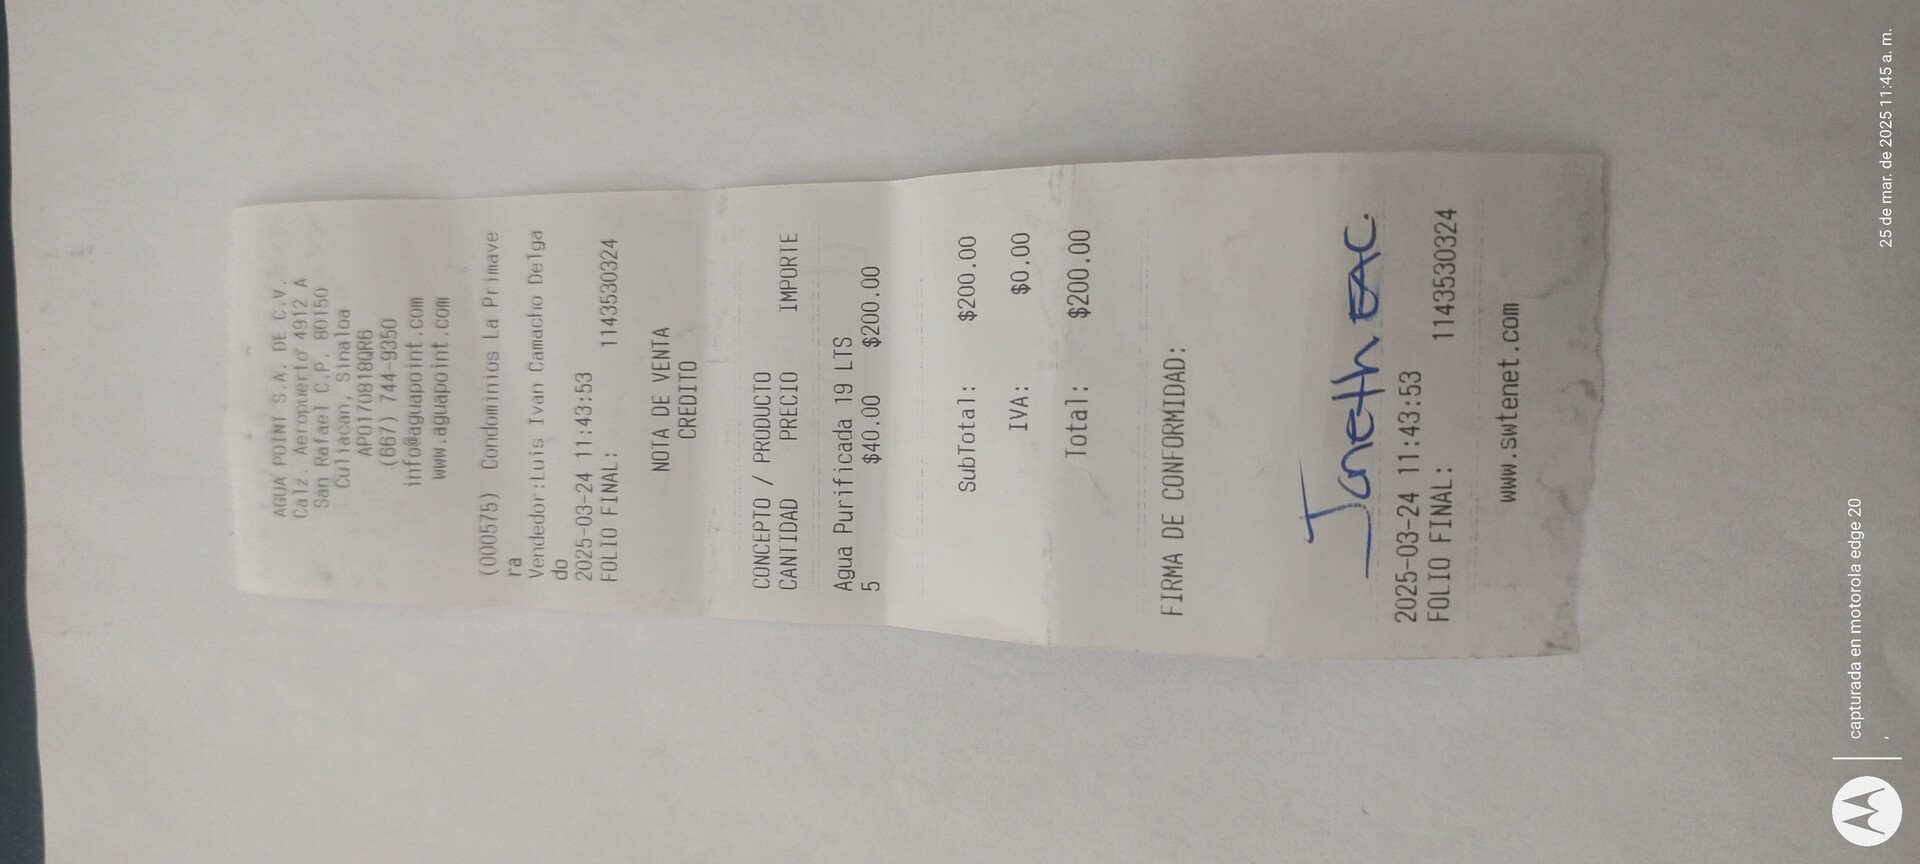 AGUA POINT S.A. DE C.V.
Calz. Aeropuerto 4912 A
San Rafael C.P. 80150
Culiacan, Sinaloa
APO170818QR6
(667) 744-9350
info@aguapoint.com
www.aguapoint.com
(000575) Condominios La Primave
ra
Vendedor:Luis Ivan Camacho Delga
do
2025-03-24 11:43:53
FOLIO FINAL: 1143530324
NOTA DE VENTA
CREDITO
CONCEPTO / PRODUCTO
CANTIDAD PRECIO IMPORTE
Agua Purificada 19 LTS
5 $40.00 $200.00
SubTotal: $200.00
IVA: $0.00
Total: $200.00
FIRMA DE CONFORMIDAD:
Janeth EAC.
2025-03-24 11:43:53
FOLIO FINAL: 1143530324
www.swtenet.com
capturada en motorola edge 20
25 de mar. de 2025 11:45 a. m.